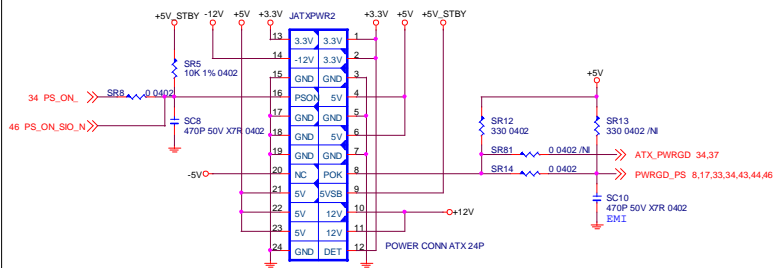 +5V_STBY -12V +5V +3.3V JATXPWR2 +3.3V +5V +5V_STBY
13 3.3V 3.3V 1
14 -12V 3.3V 2
15 GND GND 3
16 PSON 5V 4
17 GND GND 5
18 GND 5V 6
19 GND GND 7
20 NC POK 8
21 5V 5VSB 9
22 5V 12V 10
23 5V 12V 11
24 GND DET 12
POWER CONN ATX 24P
SR5
10K 1% 0402
34 PS_ON_ SR8 0 0402
46 PS_ON_SIO_N
SC8
470P 50V X7R 0402
-5V
+12V
+5V
SR12
330 0402
SR13
330 0402 /NI
SR81 0 0402 /NI ATX_PWRGD 34,37
SR14 0 0402 PWRGD_PS 8,17,33,34,43,44,46
SC10
470P 50V X7R 0402
EMI